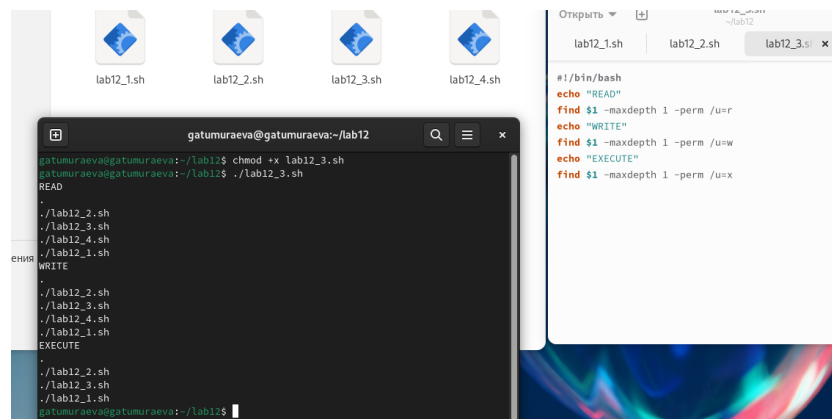 lab12_1.sh
lab12_2.sh
lab12_3.sh
lab12_4.sh
ения
gatumuraeva@gatumuraeva:~/lab12
gatumuraeva@gatumuraeva:~/lab12$ chmod +x lab12_3.sh
gatumuraeva@gatumuraeva:~/lab12$ ./lab12_3.sh
READ
.
./lab12_2.sh
./lab12_3.sh
./lab12_4.sh
./lab12_1.sh
WRITE
.
./lab12_2.sh
./lab12_3.sh
./lab12_4.sh
./lab12_1.sh
EXECUTE
.
./lab12_2.sh
./lab12_3.sh
./lab12_1.sh
gatumuraeva@gatumuraeva:~/lab12$
Открыть
lab12_3.sh
~/lab12
lab12_1.sh
lab12_2.sh
lab12_3.s
#!/bin/bash
echo "READ"
find $1 -maxdepth 1 -perm /u=r
echo "WRITE"
find $1 -maxdepth 1 -perm /u=w
echo "EXECUTE"
find $1 -maxdepth 1 -perm /u=x